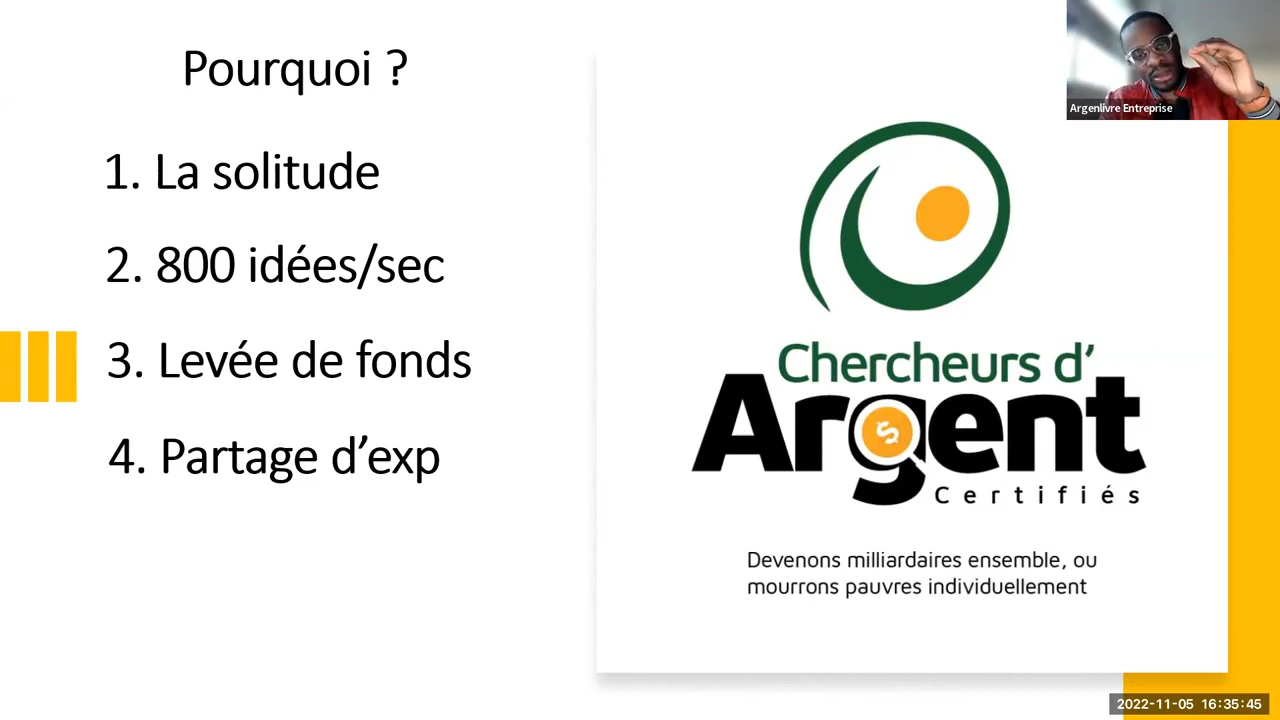 Pourquoi ?
1. La solitude
2. 800 idées/sec
3. Levée de fonds
4. Partage d’exp
Chercheurs d’
Argent
Certifiés
Devenons milliardaires ensemble, ou
mourrons pauvres individuellement
Argenlivre Entreprise
2022-11-05 16:35:45